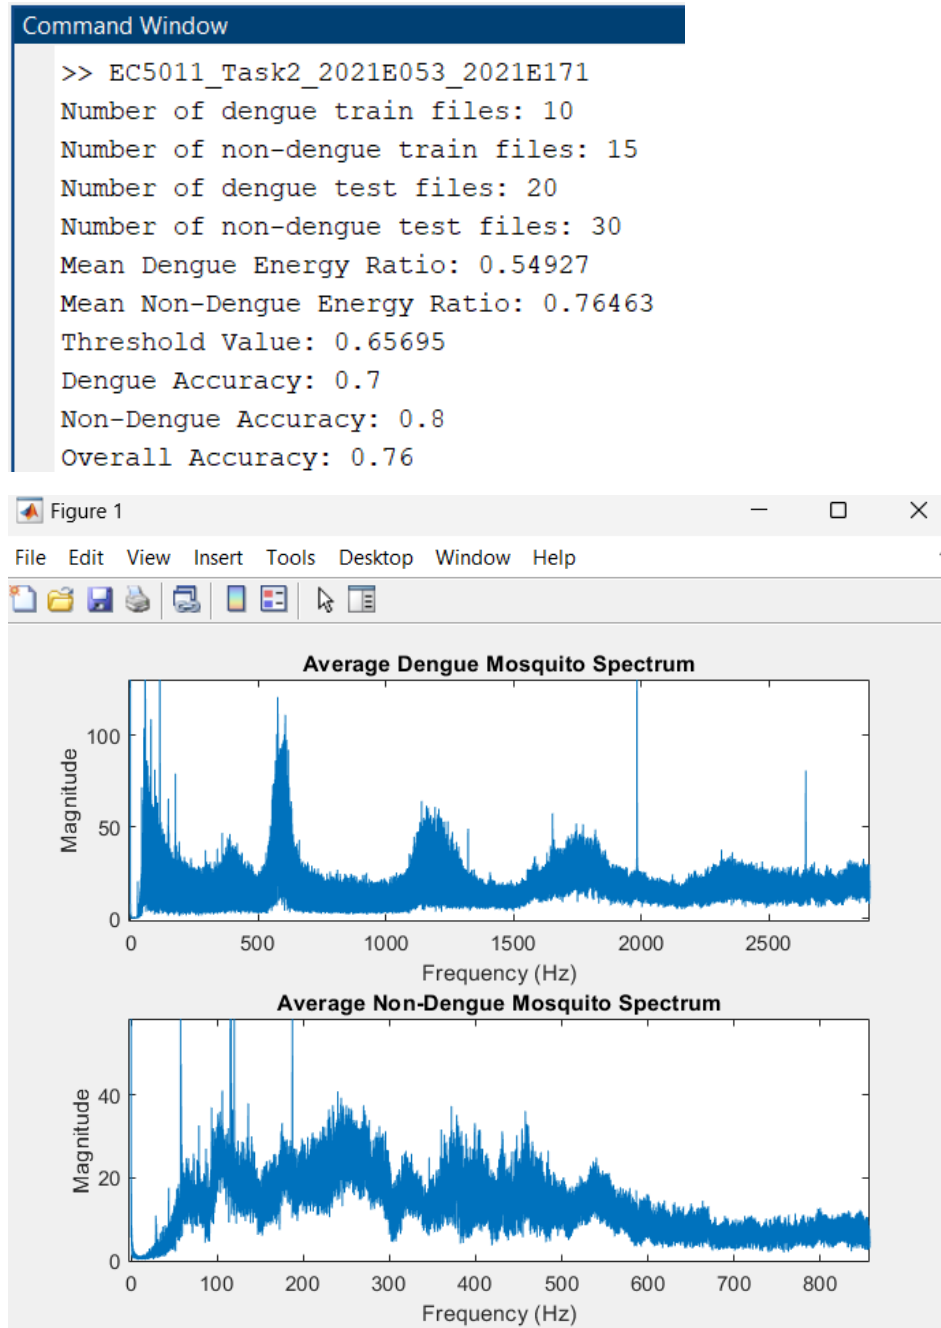 Command Window
>> EC5011_Task2_2021E053_2021E171
Number of dengue train files: 10
Number of non-dengue train files: 15
Number of dengue test files: 20
Number of non-dengue test files: 30
Mean Dengue Energy Ratio: 0.54927
Mean Non-Dengue Energy Ratio: 0.76463
Threshold Value: 0.65695
Dengue Accuracy: 0.7
Non-Dengue Accuracy: 0.8
Overall Accuracy: 0.76
Figure 1
File Edit View Insert Tools Desktop Window Help
Average Dengue Mosquito Spectrum
Magnitude
100
50
0
0 500 1000 1500 2000 2500
Frequency (Hz)
Average Non-Dengue Mosquito Spectrum
Magnitude
40
20
0
0 100 200 300 400 500 600 700 800
Frequency (Hz)